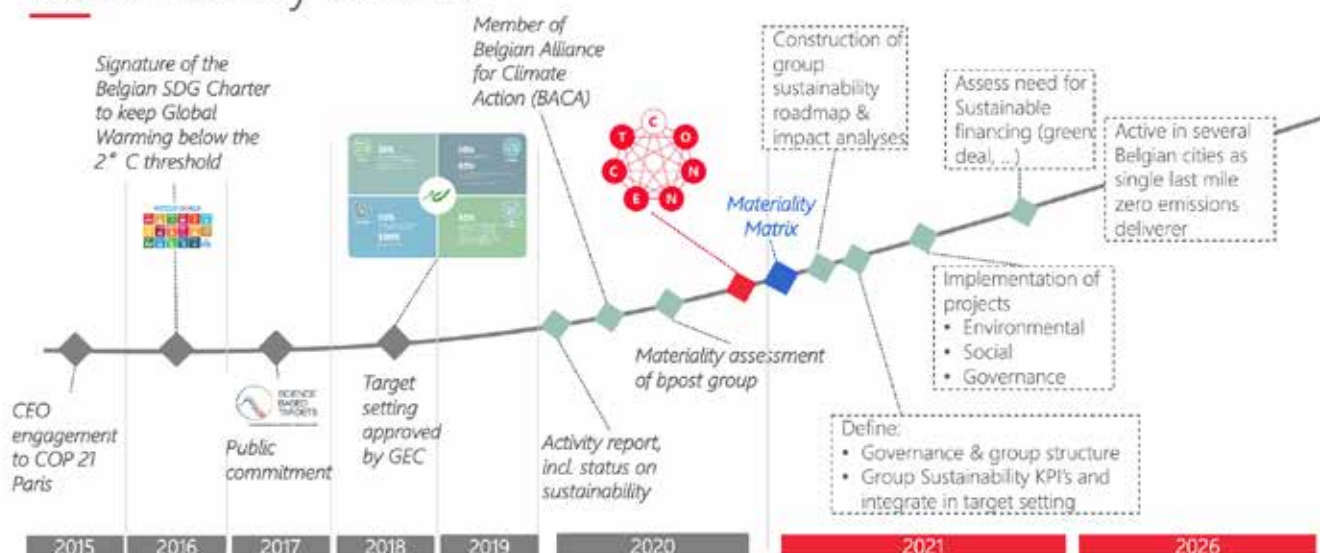 Signature of the
Belgian SDG Charter
to keep Global
Warming below the
2° C threshold
Member of
Belgian Alliance
for Climate
Action (BACA)
C
O
N
N
E
C
T
Materiality
Matrix
Construction of
group
sustainability
roadmap &
impact analyses
Assess need for
Sustainable
financing (green
deal, ...)
Active in several
Belgian cities as
single last mile
zero emissions
deliverer
CEO
engagement
to COP 21
Paris
SCIENCE
BASED
TARGETS
Public
commitment
Target
setting
approved
by GEC
Activity report,
incl. status on
sustainability
Materiality assessment
of bpost group
Define:
• Governance & group structure
• Group Sustainability KPI's and
integrate in target setting
Implementation of
projects
• Environmental
• Social
• Governance
2015
2016
2017
2018
2019
2020
2021
2026